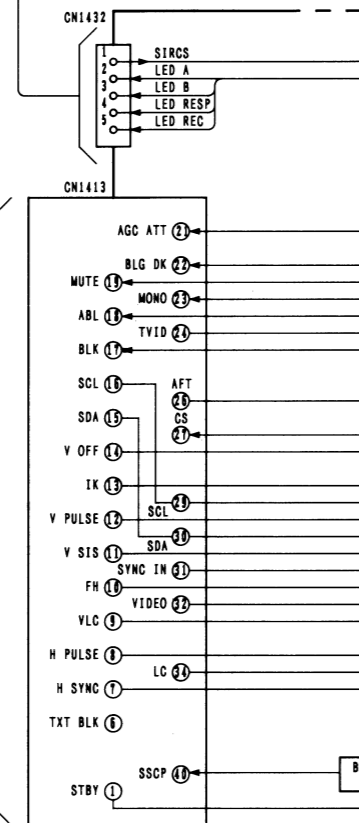 CN1432
1 SIRCS
2 LED A
3 LED B
4 LED RESP
5 LED REC
CN1413
AGC ATT 21
BLG DK 22
MUTE 19
MONO 23
ABL 18
TVID 24
BLK 17
SCL 16
AFT
26
SDA 15
CS
27
V OFF 14
IK 13
29
SCL
V PULSE 12
30
SDA
V SIS 11
SYNC IN 31
FH 10
VIDEO 32
VLC 9
H PULSE 8
LC 34
H SYNC 7
TXT BLK 6
B
SSCP 40
STBY 1